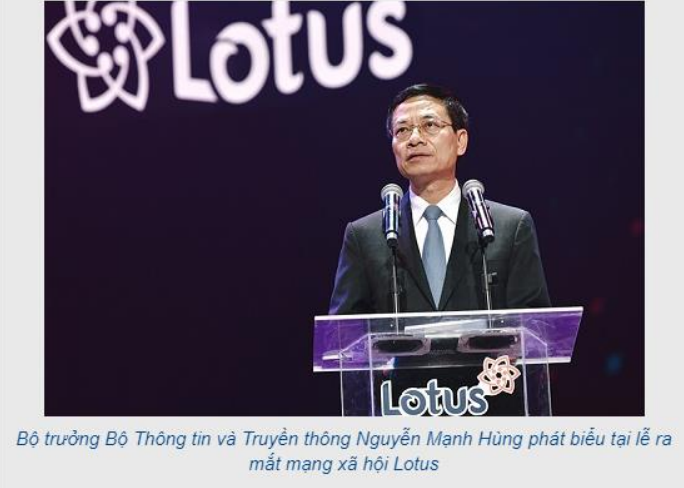 Lotus
Lotus
Bộ trưởng Bộ Thông tin và Truyền thông Nguyễn Mạnh Hùng phát biểu tại lễ ra
mắt mạng xã hội Lotus